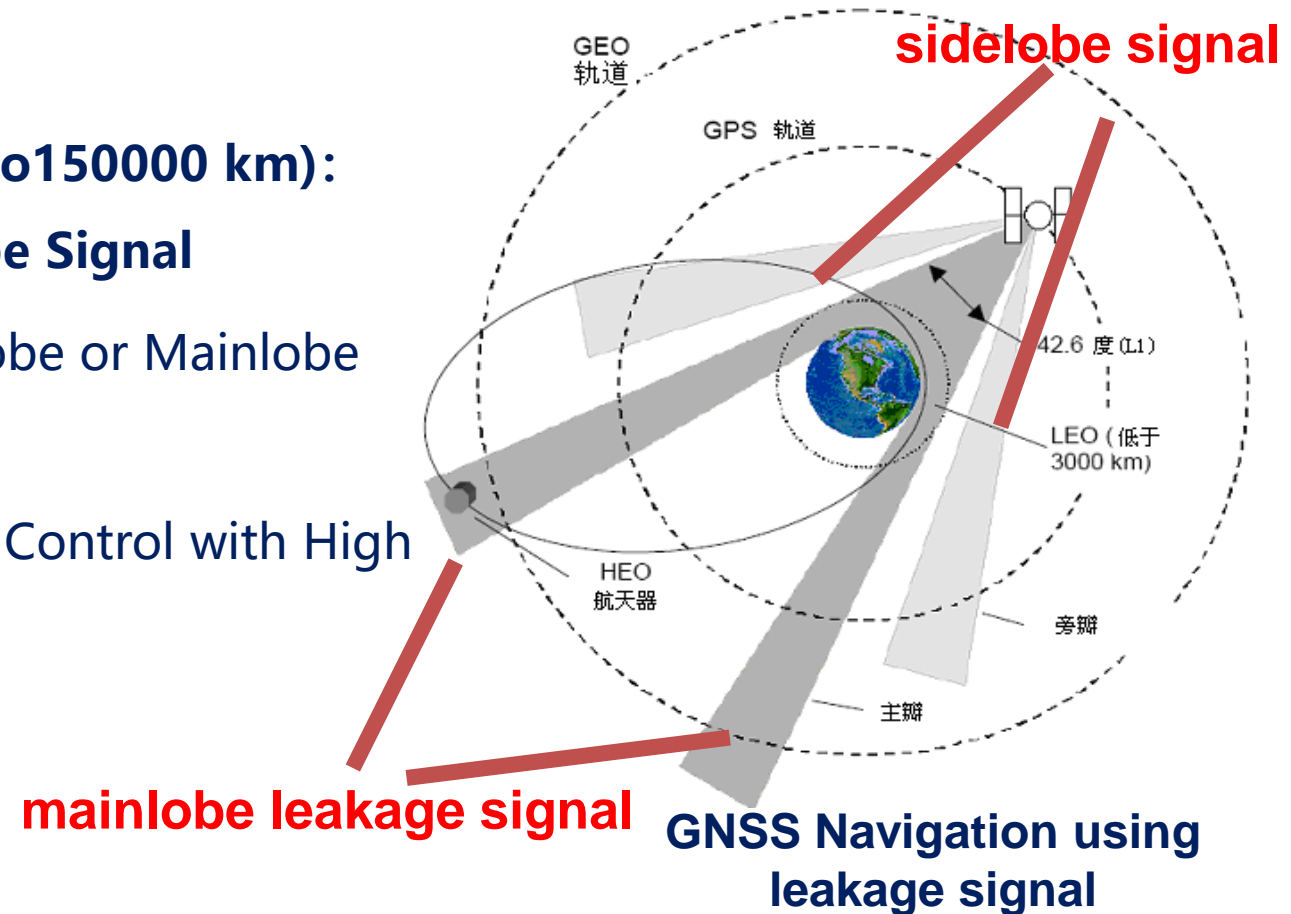 sidelobe signal
GEO
轨道
GPS 轨道
o150000 km):
e Signal
obe or Mainlobe
42.6 度(L1)
LEO (低于
3000 km)
Control with High
HEO
航天器
旁瓣
主瓣
mainlobe leakage signal
GNSS Navigation using
leakage signal